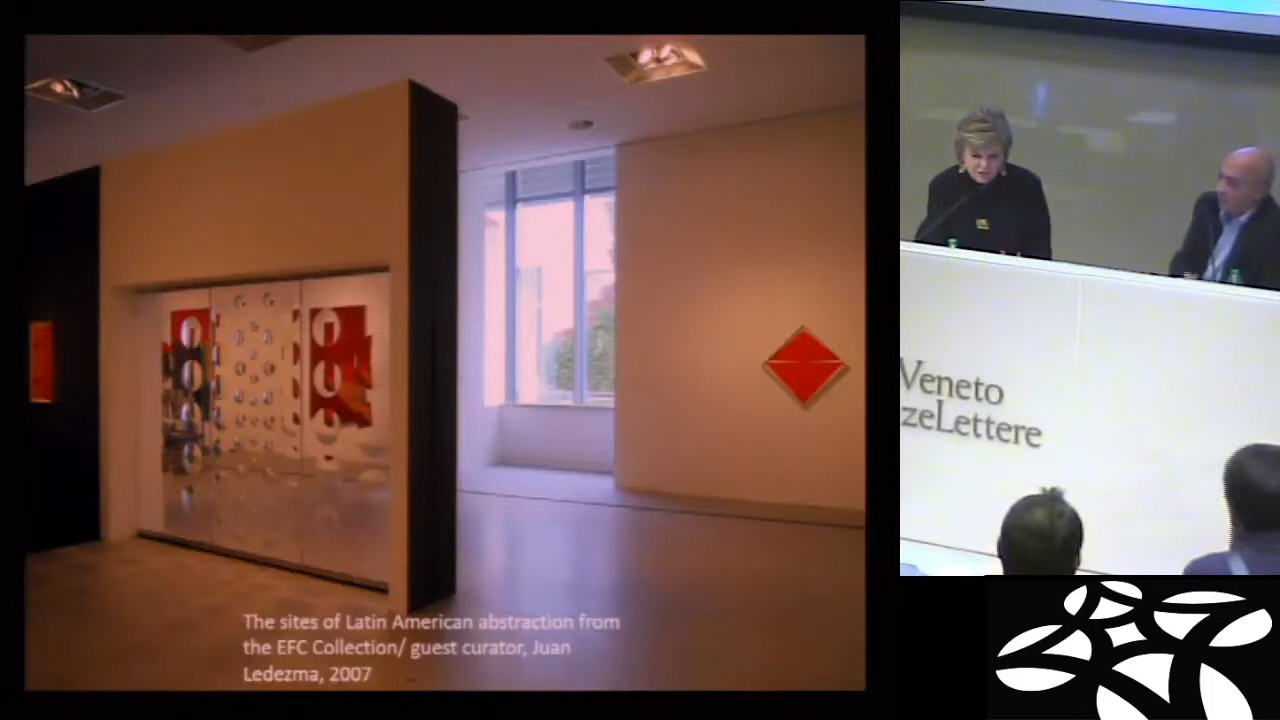 The sites of Latin American abstraction from
the EFC Collection/ guest curator, Juan
Ledezma, 2007
Veneto
zeLettere